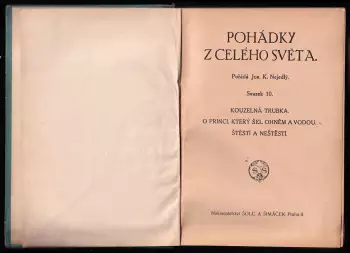 POHÁDKY
Z CELÉHO SVĚTA.
Pořádá Jos. K. Nejedlý.
Svazek 10.
KOUZELNÁ TRUBKA.
O PRINCI, KTERÝ ŠEL OHNĚM A VODOU. -
ŠTĚSTÍ A NEŠTĚSTÍ.
Nakladatelství ŠOLC A ŠIMÁČEK Praha-II